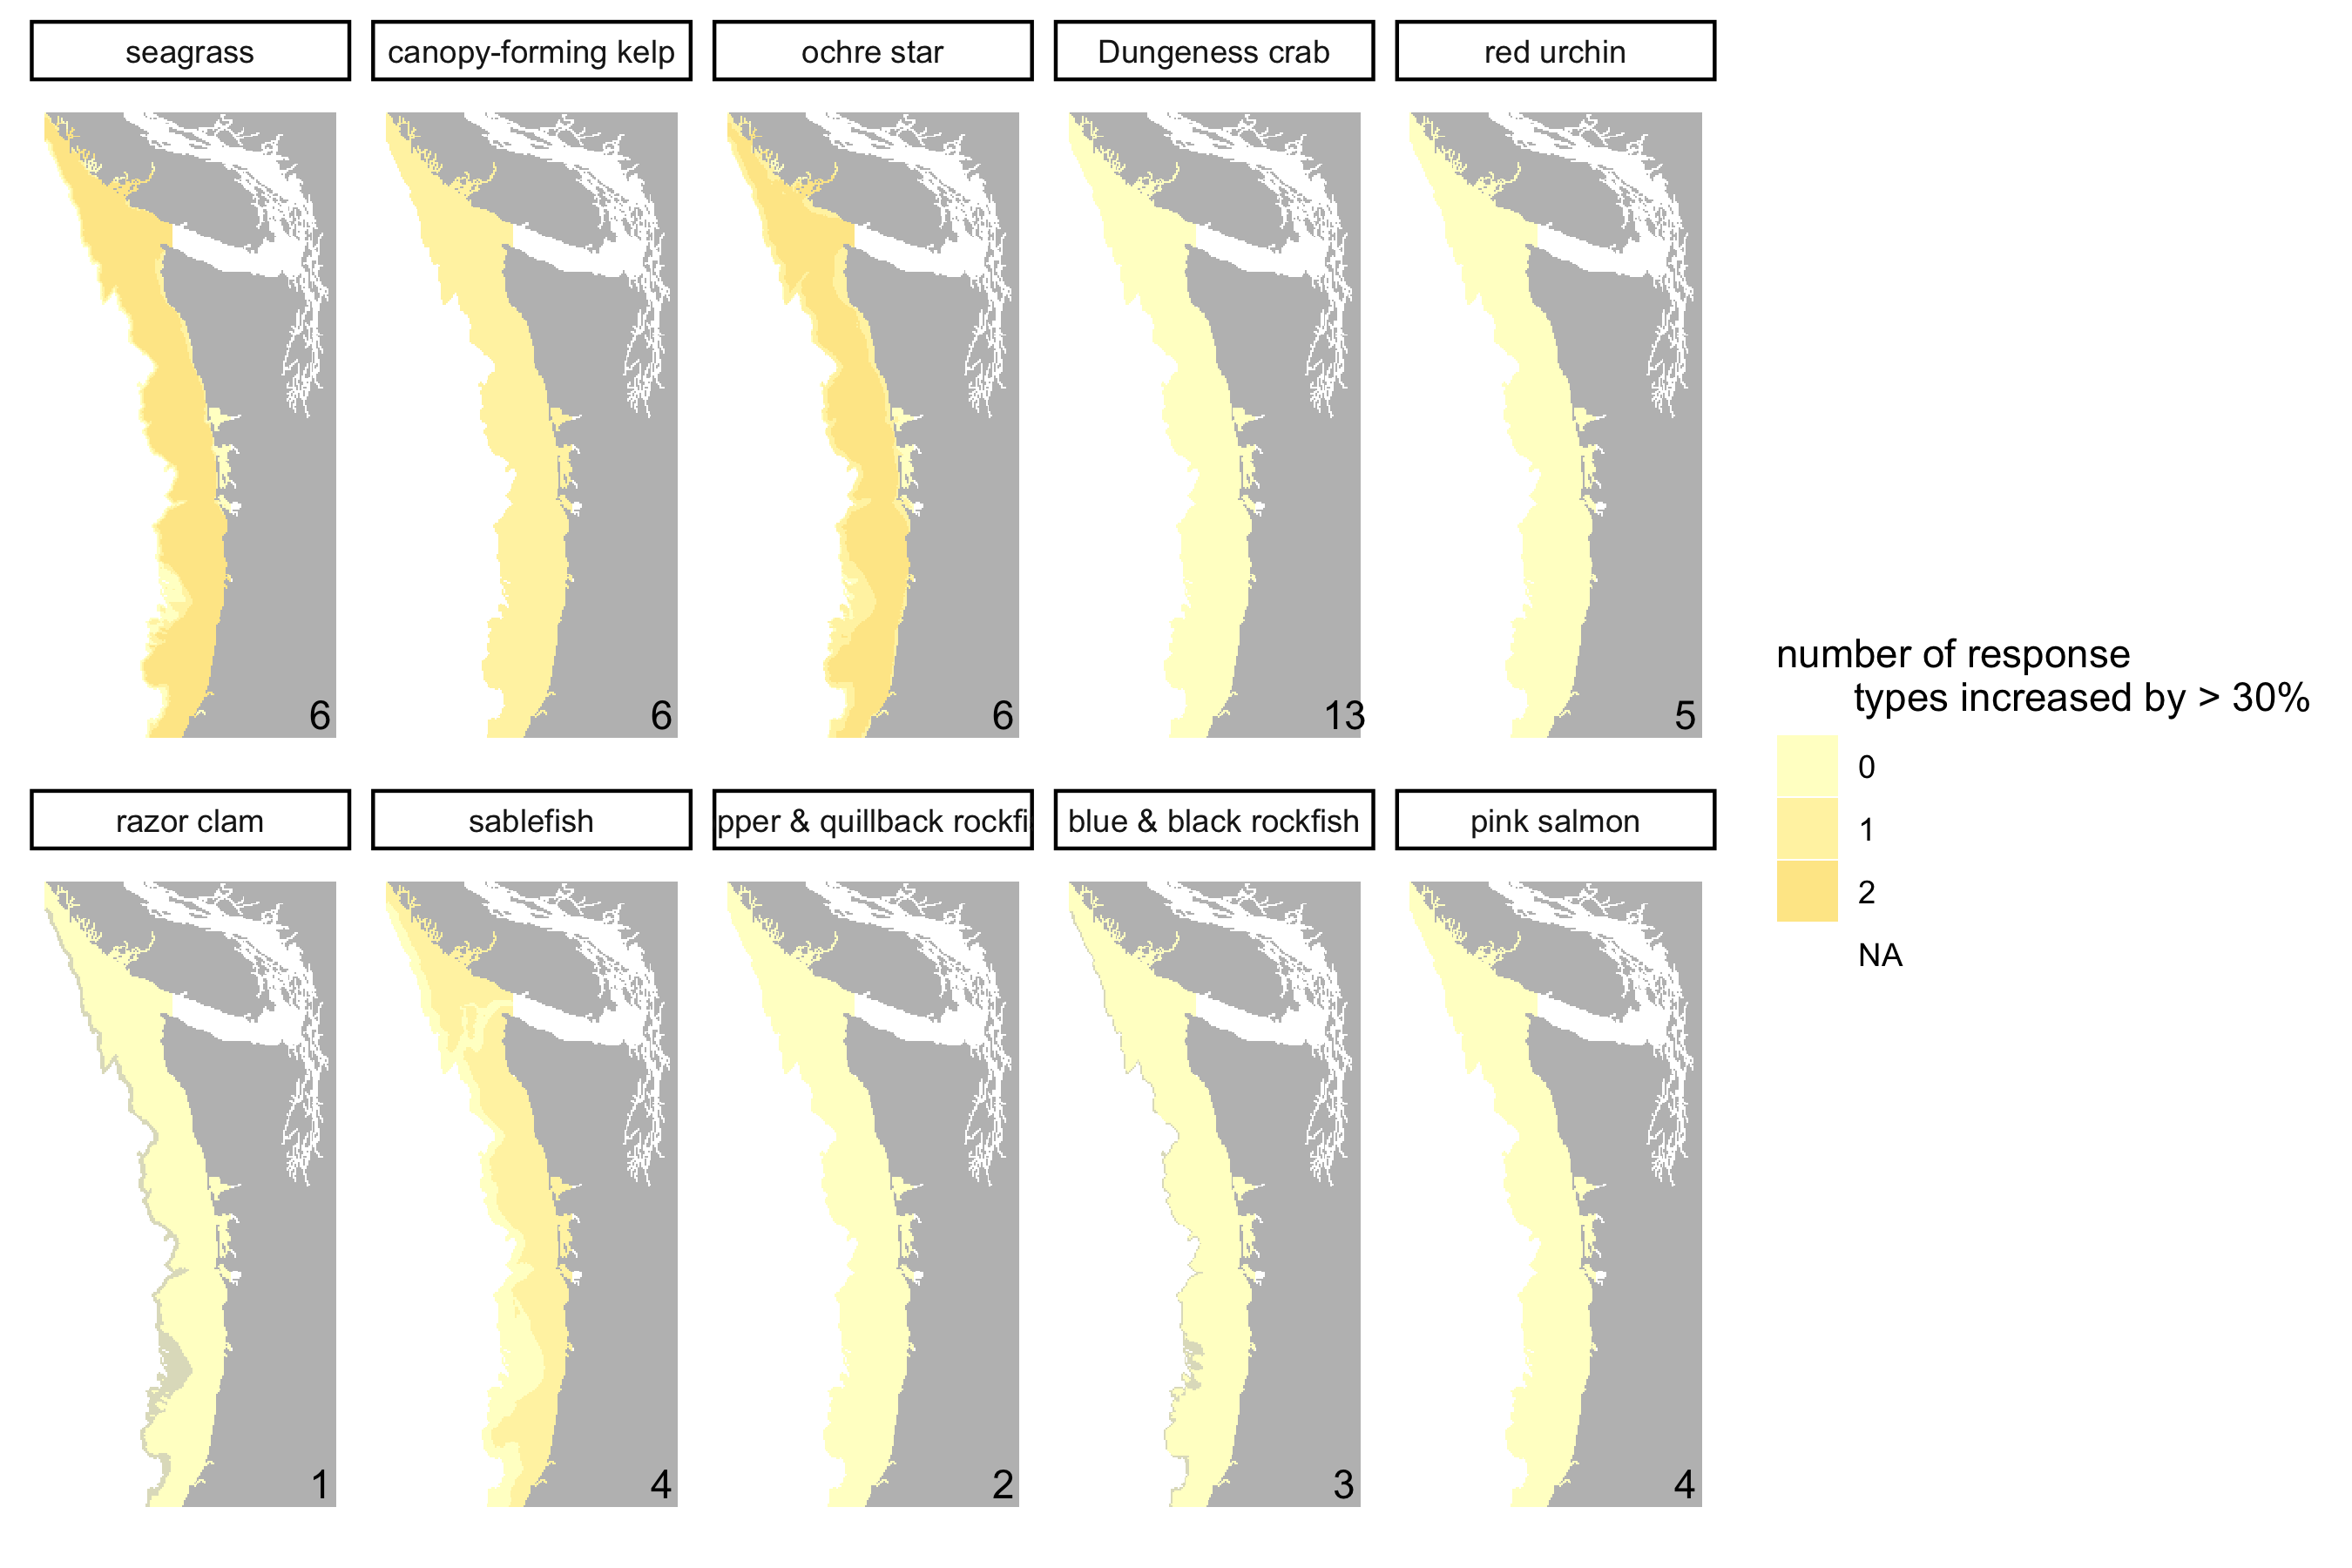 seagrass
canopy-forming kelp
ochre star
Dungeness crab
red urchin
6
6
6
13
5
number of response
types increased by > 30%
0
1
2
NA
razor clam
sablefish
pper & quillback rockfi
blue & black rockfish
pink salmon
1
4
2
3
4